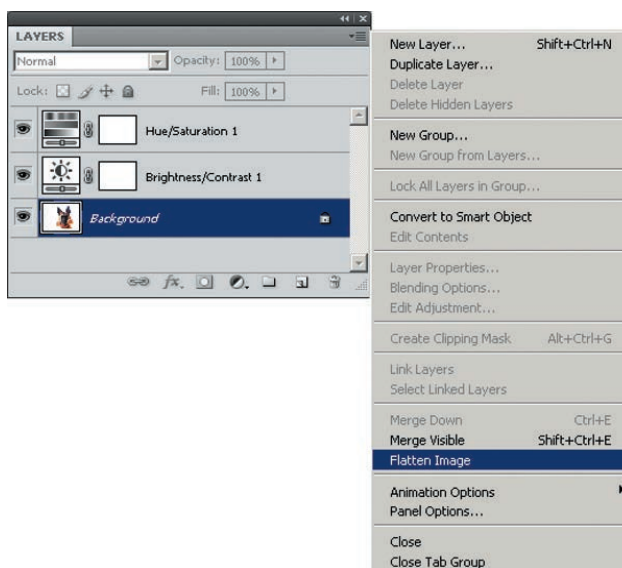 LAYERS
Normal Opacity: 100%
Lock: Fill: 100%
Hue/Saturation 1
Brightness/Contrast 1
Background
fx.
New Layer... Shift+Ctrl+N
Duplicate Layer...
Delete Layer
Delete Hidden Layers
New Group...
New Group from Layers...
Lock All Layers in Group...
Convert to Smart Object
Edit Contents
Layer Properties...
Blending Options...
Edit Adjustment...
Create Clipping Mask Alt+Ctrl+G
Link Layers
Select Linked Layers
Merge Down Ctrl+E
Merge Visible Shift+Ctrl+E
Flatten Image
Animation Options
Panel Options...
Close
Close Tab Group